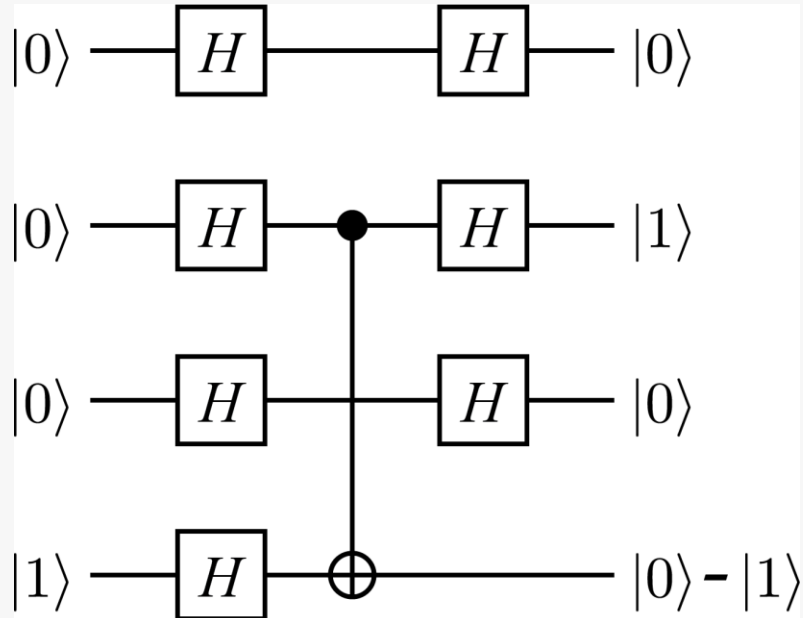 |0⟩ H H |0⟩
|0⟩ H H |1⟩
|0⟩ H H |0⟩
|1⟩ H |0⟩ - |1⟩